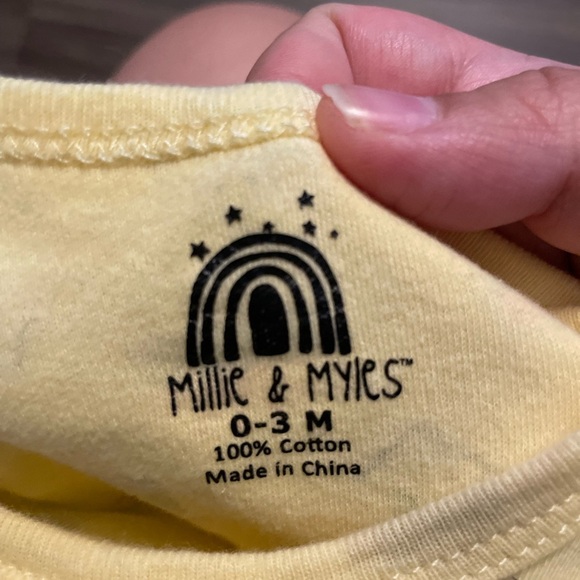 Millie & Myles™
0-3 M
100% Cotton
Made in China